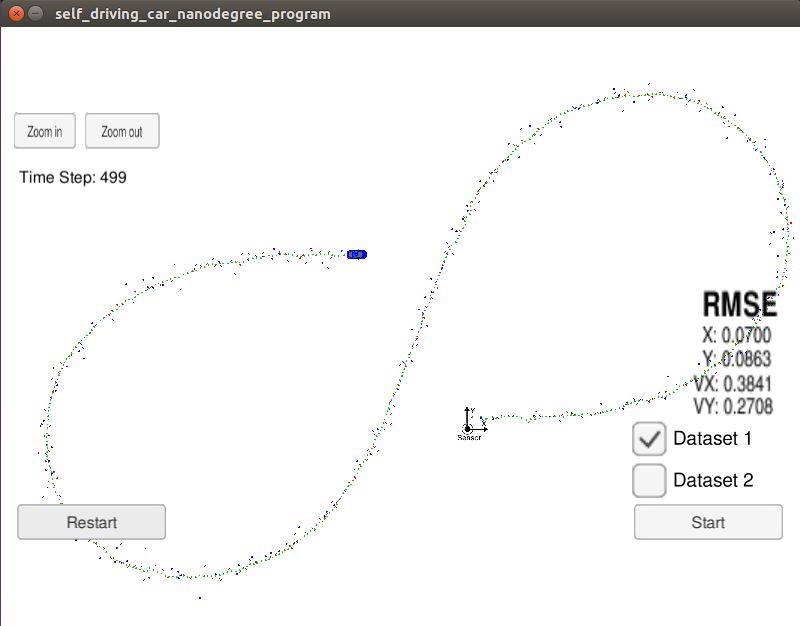 self_driving_car_nanodegree_program
Zoom in
Zoom out
Time Step: 499
RMSE
X: 0.0700
Y: 0.0863
VX: 0.3841
VY: 0.2708
Y
X
Sensor
Dataset 1
Dataset 2
Restart
Start